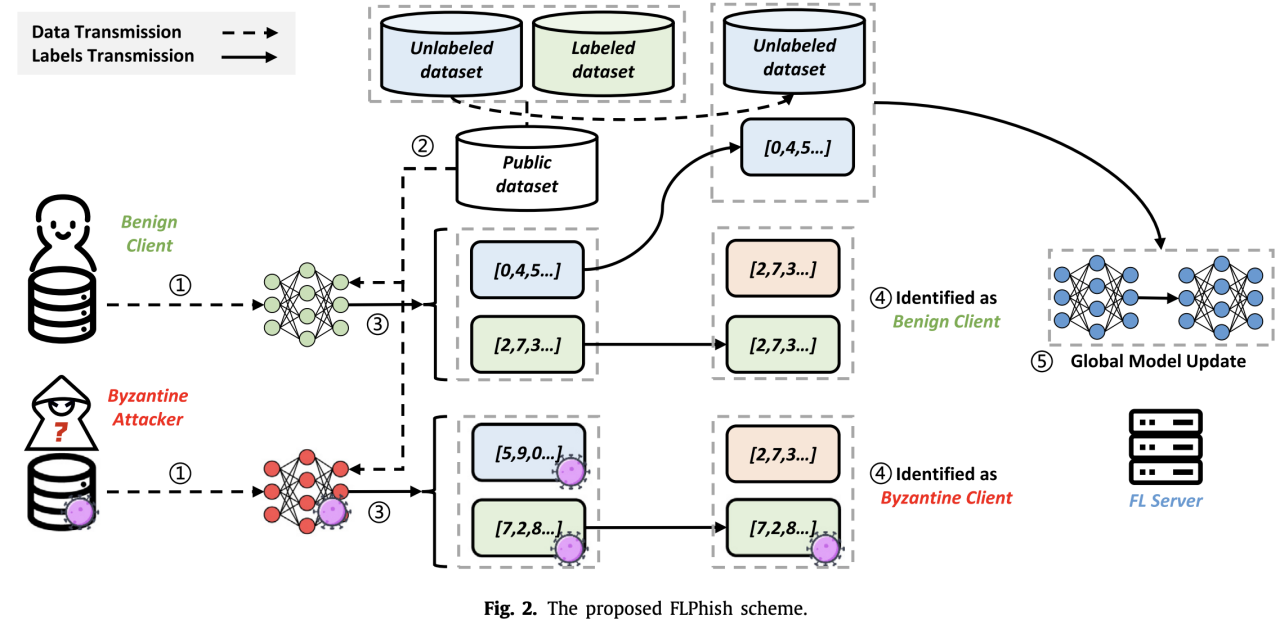 Data Transmission
Labels Transmission
Unlabeled
dataset
Labeled
dataset
Unlabeled
dataset
[0,4,5...]
②
Public
dataset
Benign
Client
①
③
[0,4,5...]
[2,7,3...]
[2,7,3...]
[2,7,3...]
④ Identified as
Benign Client
⑤ Global Model Update
Byzantine
Attacker
?
①
③
[5,9,0...]
[7,2,8...]
[2,7,3...]
[7,2,8...]
④ Identified as
Byzantine Client
FL Server
Fig. 2. The proposed FLPhish scheme.